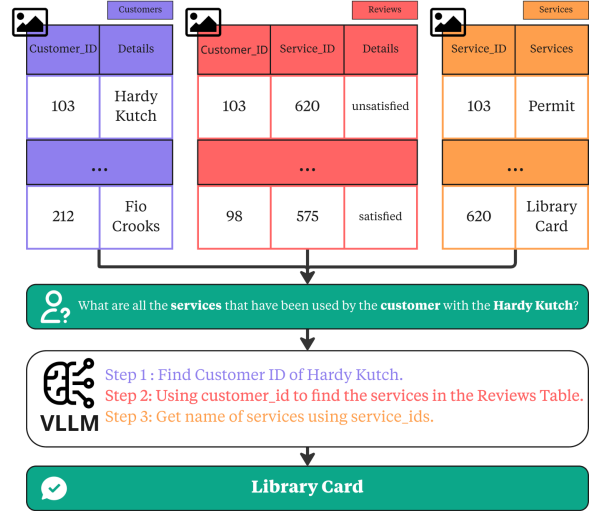 Customers
Reviews
Services
Customer_ID Details
Customer_ID Service_ID Details
Service_ID Services
103 Hardy Kutch
103 620 unsatisfied
103 Permit
...
...
...
212 Fio Crooks
98 575 satisfied
620 Library Card
What are all the services that have been used by the customer with the Hardy Kutch?
Step 1 : Find Customer ID of Hardy Kutch.
Step 2: Using customer_id to find the services in the Reviews Table.
Step 3: Get name of services using service_ids.
VLLM
Library Card